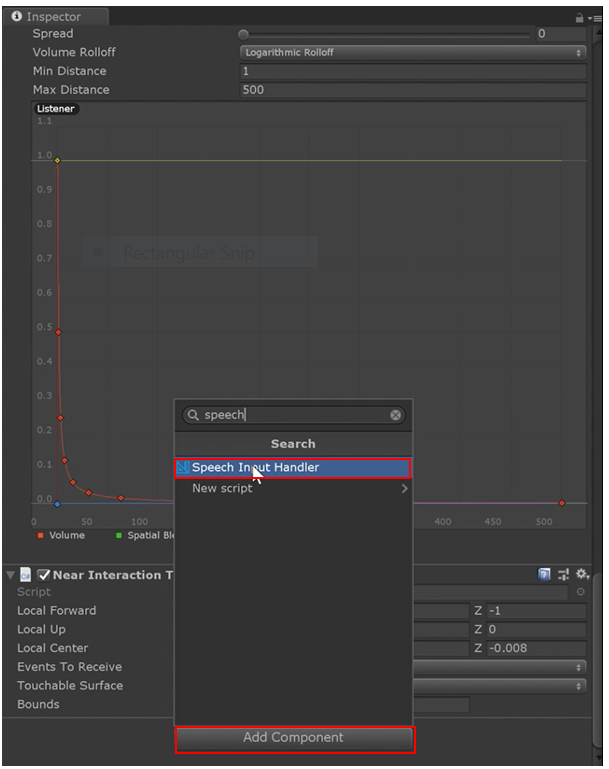 Inspector
Spread 0
Volume Rolloff Logarithmic Rolloff
Min Distance 1
Max Distance 500
Listener
1.1
1.0
0.9
0.8
0.7
Rectangular Snip
0.6
0.5
0.4
0.3
speech
0.2
Search
0.1
Speech Input Handler
New script
0.0
0 50 100 400 450 500
Volume Spatial Ble
Near Interaction T
Script
Local Forward Z -1
Local Up Z 0
Local Center Z -0.008
Events To Receive
Touchable Surface
Bounds
Add Component